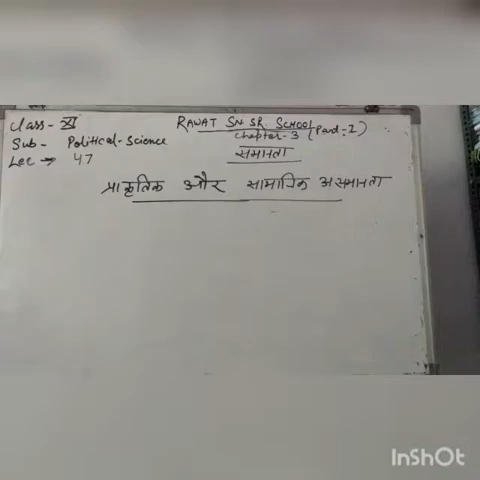 Class - XI
RAWAT SN. SR. SCHOOL (Part-2)
Sub - Political-Science
Chapter-3
Lec → 47
समानता
प्राकृतिक और सामाजिक असमानता
InShOt